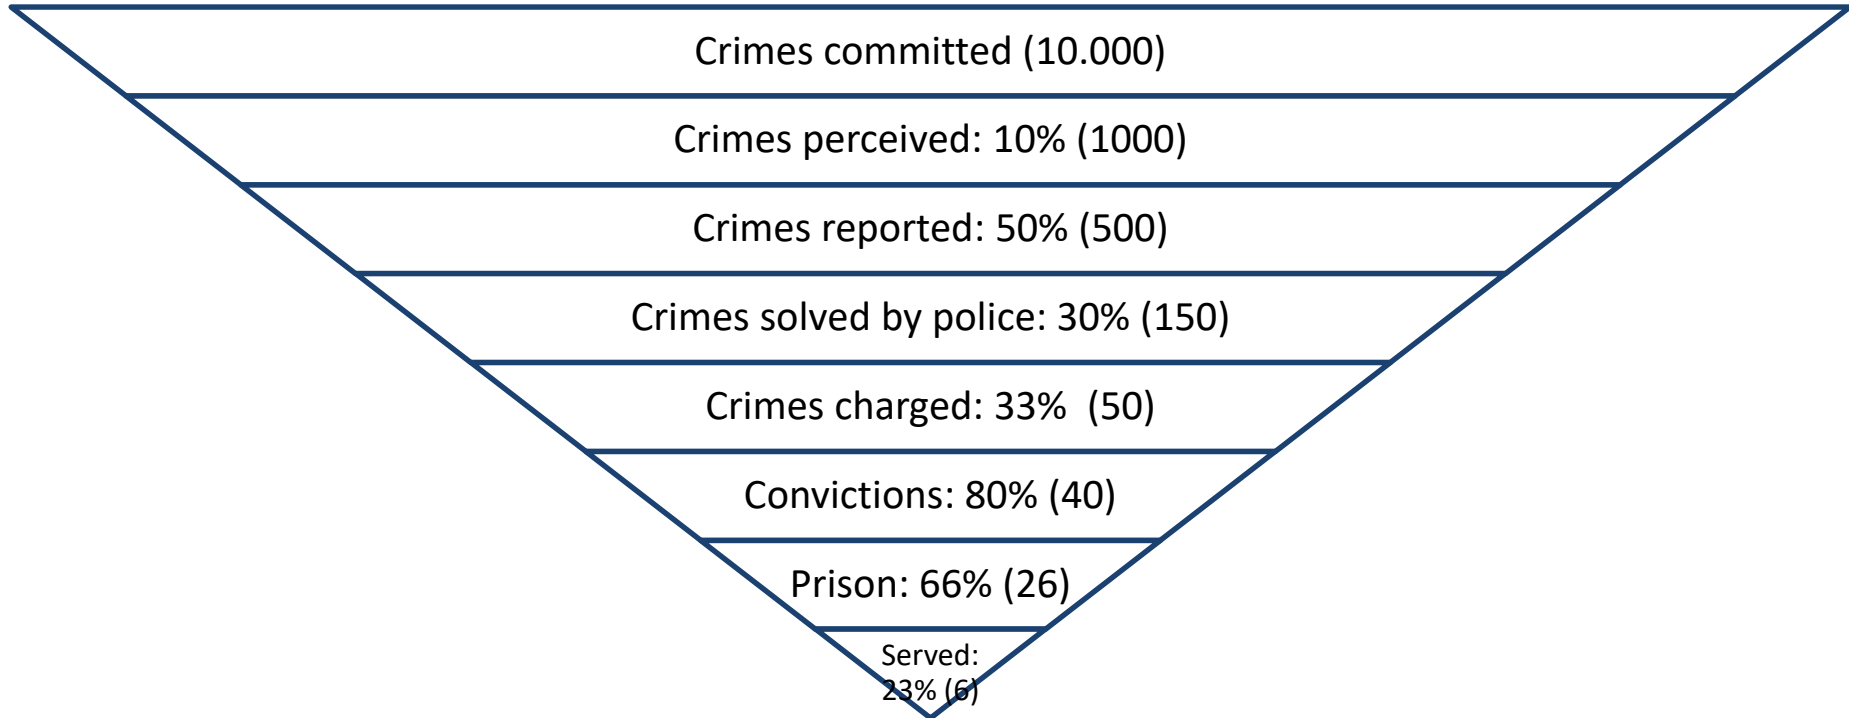 Crimes committed (10.000)
Crimes perceived: 10% (1000)
Crimes reported: 50% (500)
Crimes solved by police: 30% (150)
Crimes charged: 33%  (50)
Convictions: 80% (40)
Prison: 66% (26)
Served:
23% (6)